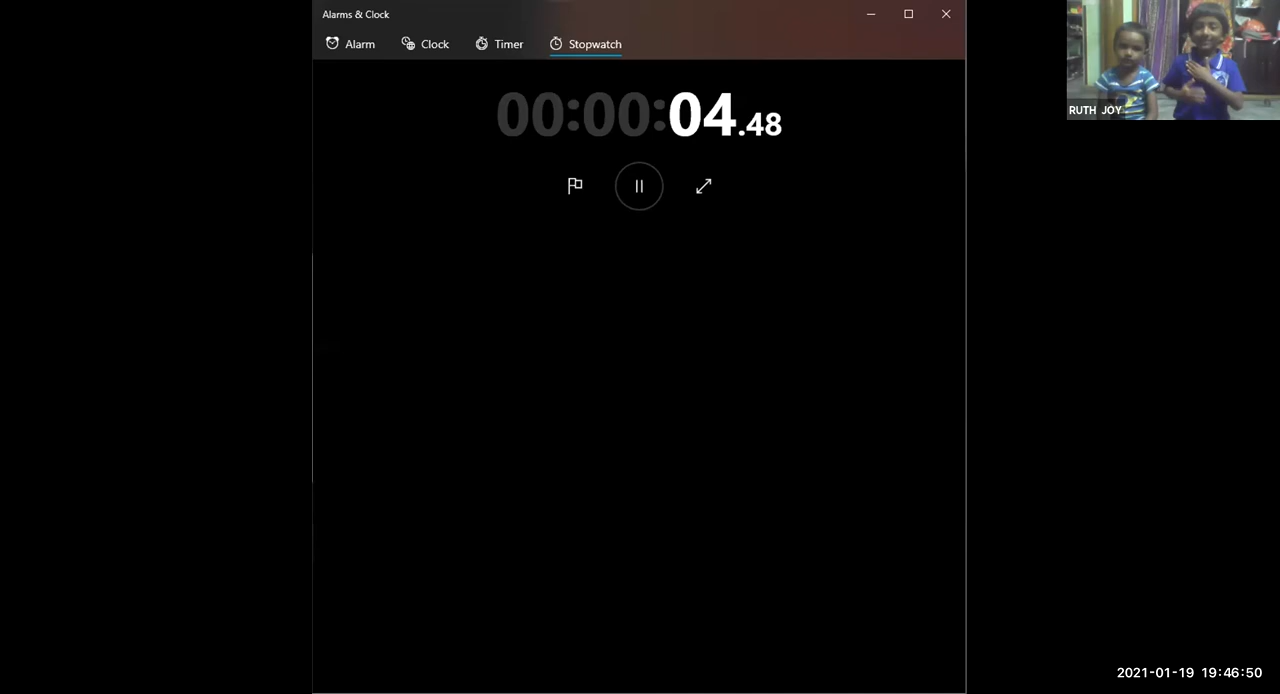 Alarms & Clock
Alarm Clock Timer Stopwatch
00:00:04.48
RUTH JOY
2021-01-19 19:46:50